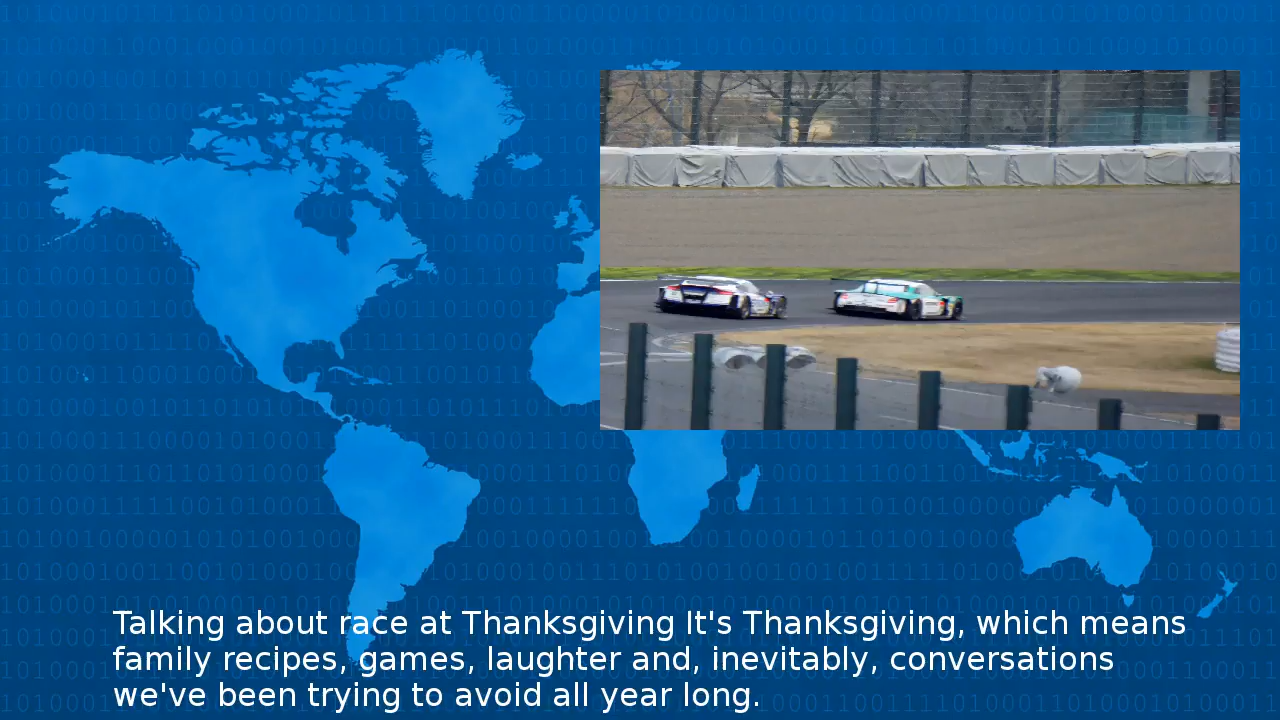 Talking about race at Thanksgiving It's Thanksgiving, which means
family recipes, games, laughter and, inevitably, conversations
we've been trying to avoid all year long.